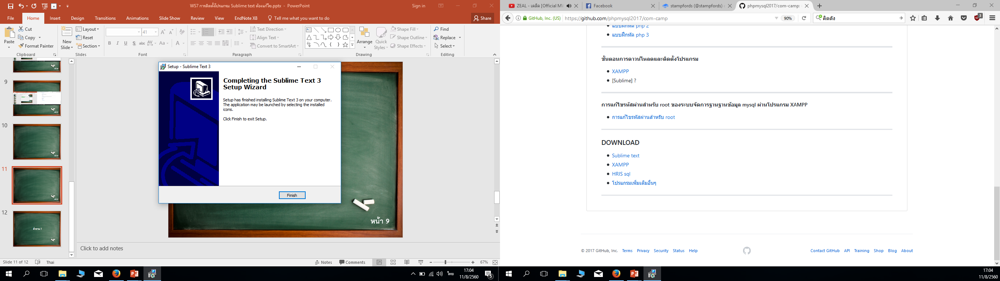 WS7 การติดตั้งโปรแกรม Sublime text ต้องแก้ไข.pptx - PowerPoint
Sign in
File Home Insert Design Transitions Animations Slide Show Review View EndNote X8 Tell me what you want to do Share
Paste
Cut
Copy
Format Painter
Clipboard
New Slide
Layout
Reset
Section
Slides
41
B I U S abc AV Aa A
Font
Text Direction
Align Text
Convert to SmartArt
Paragraph
Arrange
Quick Styles
Shape Fill
Shape Outline
Shape Effects
Drawing
Find
Replace
Select
Editing
9
10
11
12
คำถาม ?
Setup - Sublime Text 3
Completing the Sublime Text 3
Setup Wizard
Setup has finished installing Sublime Text 3 on your computer.
The application may be launched by selecting the installed
icons.
Click Finish to exit Setup.
Finish
หน้า 9
Click to add notes
Slide 11 of 12 Thai Notes Comments 67%
ไทย
17:04
11/8/2560
5
ZEAL - เตลิด [Official MV
Facebook
stampfords (@stampfords)
phpmysql2017/com-camp:
GitHub, Inc. (US) https://github.com/phpmysql2017/com-camp 90% คิดดัง
3
แบบฝึกหัด php 2
แบบฝึกหัด php 3
ขั้นตอนการดาวน์โหลดและติดตั้งโปรแกรม
XAMPP
[Sublime] ?
การแก้ไขรหัสผ่านสำหรับ root ของระบบจัดการฐานฐานข้อมูล mysql ผ่านโปรแกรม XAMPP
การแก้ไขรหัสผ่านสำหรับ root
DOWNLOAD
Sublime text
XAMPP
HRIS sql
โปรแกรมเพิ่มเติมอื่นๆ
© 2017 GitHub, Inc. Terms Privacy Security Status Help
Contact GitHub API Training Shop Blog About
17:04
11/8/2560